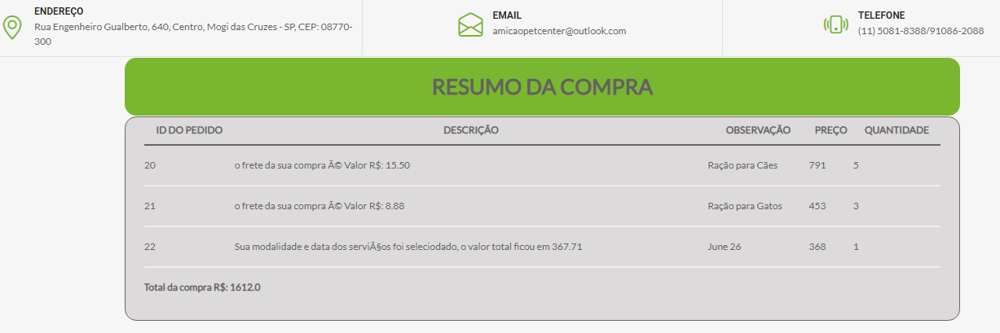 ENDEREÇO
Rua Engenheiro Gualberto, 640, Centro, Mogi das Cruzes - SP, CEP: 08770-
300
EMAIL
amicaopetcenter@outlook.com
TELEFONE
(11) 5081-8388/91086-2088
RESUMO DA COMPRA
ID DO PEDIDO DESCRIÇÃO OBSERVAÇÃO PREÇO QUANTIDADE
20 o frete da sua compra Ã© Valor R$: 15.50 Ração para Cães 791 5
21 o frete da sua compra Ã© Valor R$: 8.88 Ração para Gatos 453 3
22 Sua modalidade e data dos serviÃ§os foi seleciodado, o valor total ficou em 367.71 June 26 368 1
Total da compra R$: 1612.0